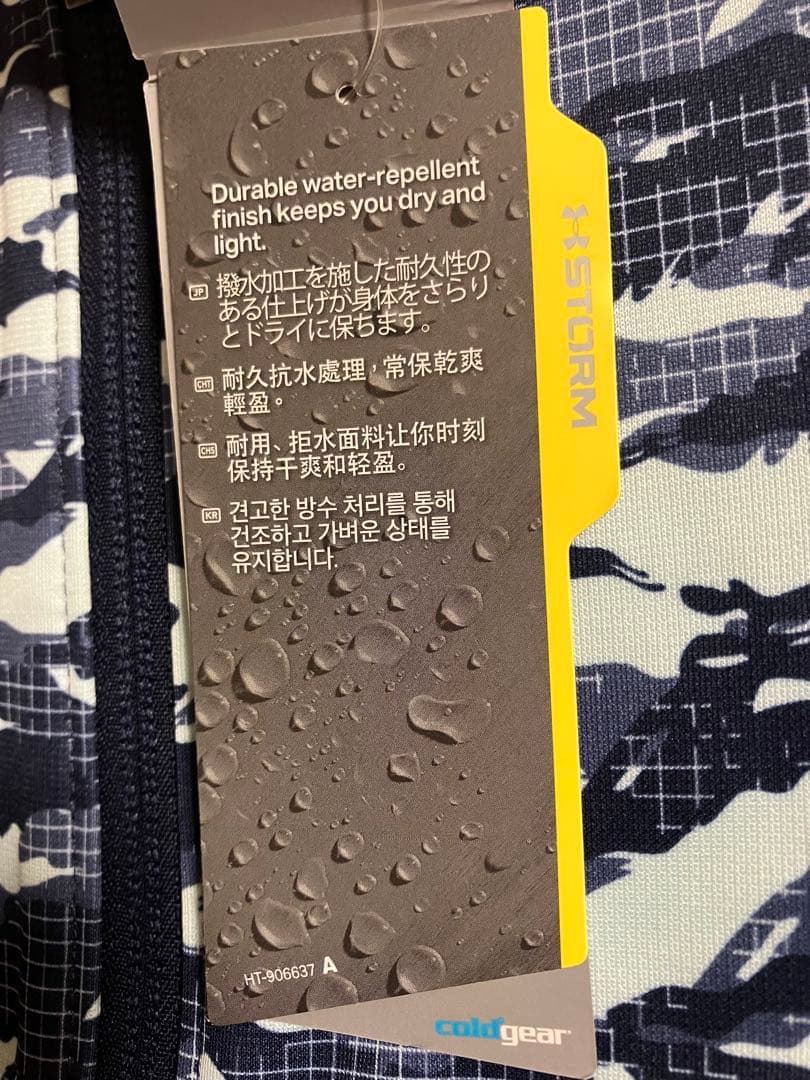 Durable water-repellent
finish keeps you dry and
light.
JP 撥水加工を施した耐久性の
ある仕上げが身体をさらり
とドライに保ちます。
CHT 耐久抗水處理，常保乾爽
輕盈。
CHS 耐用、拒水面料让你时刻
保持干爽和轻盈。
KR 견고한 방수 처리를 통해
건조하고 가벼운 상태를
유지합니다.
STORM
HT-906637 A
coldgear